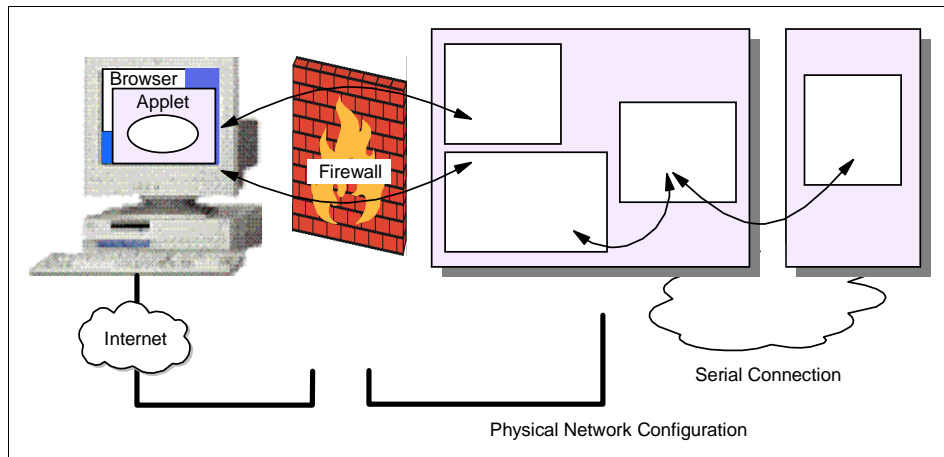 Browser
Applet
Firewall
Internet
Serial Connection
Physical Network Configuration